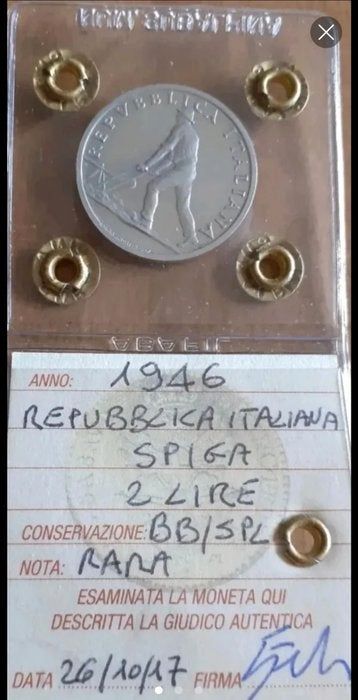 REPVBBLICA ITALIANA
ANNO: 1946
REPUBBLICA ITALIANA
SPIGA
2 LIRE
CONSERVAZIONE: BB/SPL
NOTA: RARA
ESAMINATA LA MONETA QUI
DESCRITTA LA GIUDICO AUTENTICA
DATA 26/10/17 FIRMA